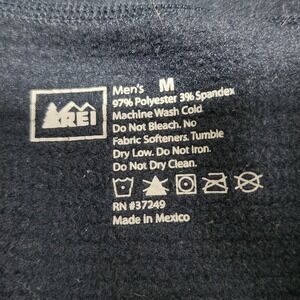 REI
Men's M
97% Polyester 3% Spandex
Machine Wash Cold.
Do Not Bleach. No
Fabric Softeners. Tumble
Dry Low. Do Not Iron.
Do Not Dry Clean.
RN #37249
Made in Mexico